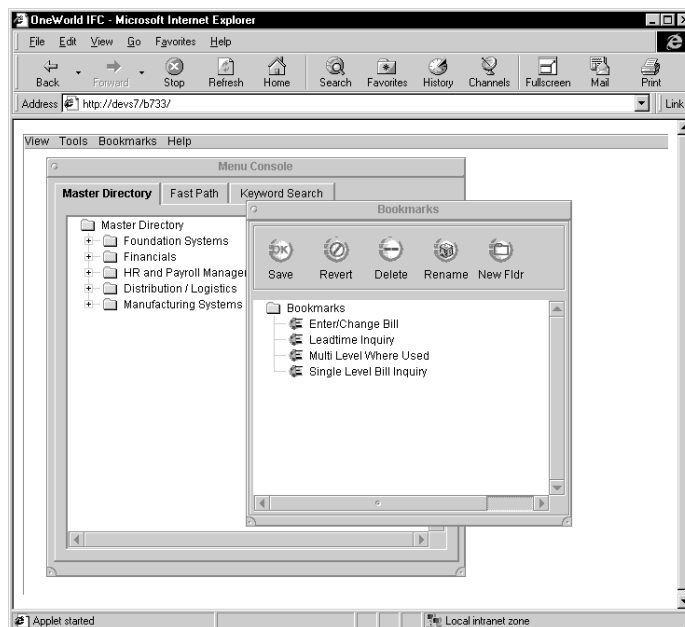 OneWorld IFC - Microsoft Internet Explorer
File Edit View Go Favorites Help
Back Forward Stop Refresh Home Search Favorites History Channels Fullscreen Mail Print
Address http://devs7/b733/ Link
View Tools Bookmarks Help
Menu Console
Master Directory Fast Path Keyword Search
Master Directory
Foundation Systems
Financials
HR and Payroll Manager
Distribution / Logistics
Manufacturing Systems
Bookmarks
OK
Save Revert Delete Rename New Fldr
Bookmarks
Enter/Change Bill
Leadtime Inquiry
Multi Level Where Used
Single Level Bill Inquiry
Applet started Local intranet zone